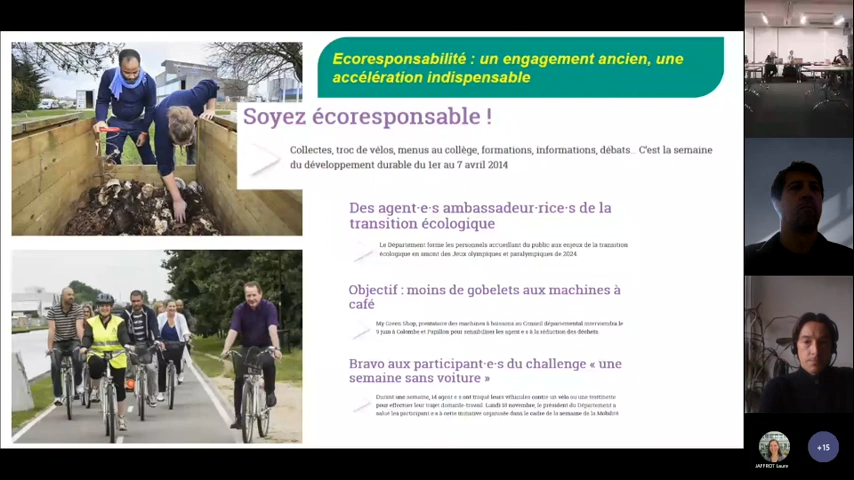 Ecoresponsabilité : un engagement ancien, une
accélération indispensable
Soyez écoresponsable !
Collectes, troc de vélos, menus au collège, formations, informations, débats... C'est la semaine
du développement durable du 1er au 7 avril 2014
Des agent·e·s ambassadeur·rice·s de la
transition écologique
Le Département forme les personnels accueillant du public aux enjeux de la transition
écologique en amont des Jeux olympiques et paralympiques de 2024.
Objectif : moins de gobelets aux machines à
café
My Green Shop, prestataire des machines à boissons au Conseil départemental interviendra le
9 juin à Colombe et Papillon pour sensibiliser les agent·e·s à la réduction des déchets.
Bravo aux participant·e·s du challenge « une
semaine sans voiture »
Durant une semaine, 14 agent·e·s ont troqué leurs véhicules contre un vélo ou une trottinette
pour effectuer leur trajet domicile-travail. Lundi novembre, le président du Département a
salué les participant·e·s à cette initiative organisée dans le cadre de la semaine de la Mobilité
JAFFROT Laure
+15